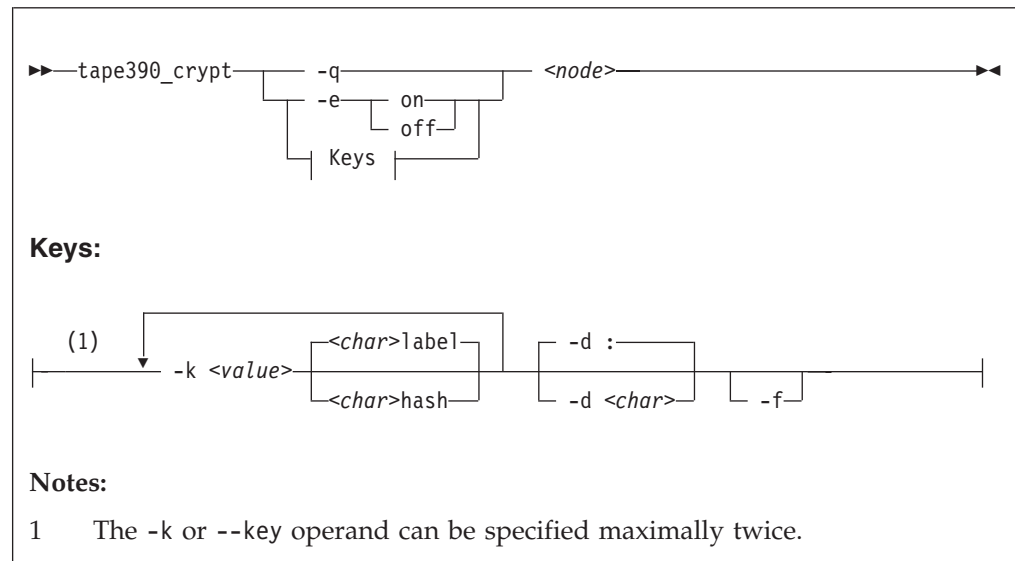 tape390_crypt -q <node>
-e on
off
Keys
Keys:
(1) <char>label -d :
-k <value>
<char>hash -d <char> -f
Notes:
1 The -k or --key operand can be specified maximally twice.